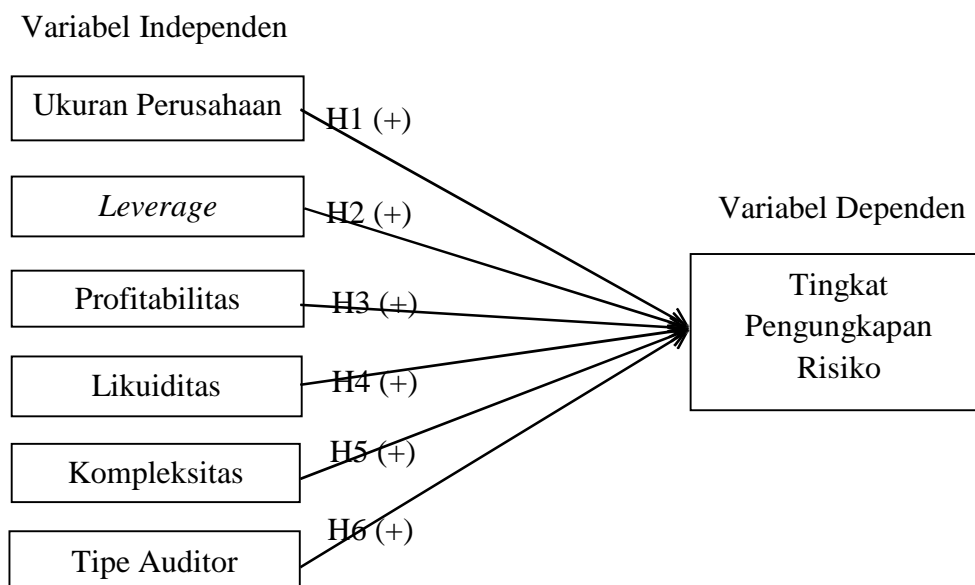 Variabel Independen
Ukuran Perusahaan
H1 (+)
Leverage
H2 (+)
Variabel Dependen
Profitabilitas
H3 (+)
Tingkat
Pengungkapan
Risiko
Likuiditas
H4 (+)
Kompleksitas
H5 (+)
Tipe Auditor
H6 (+)